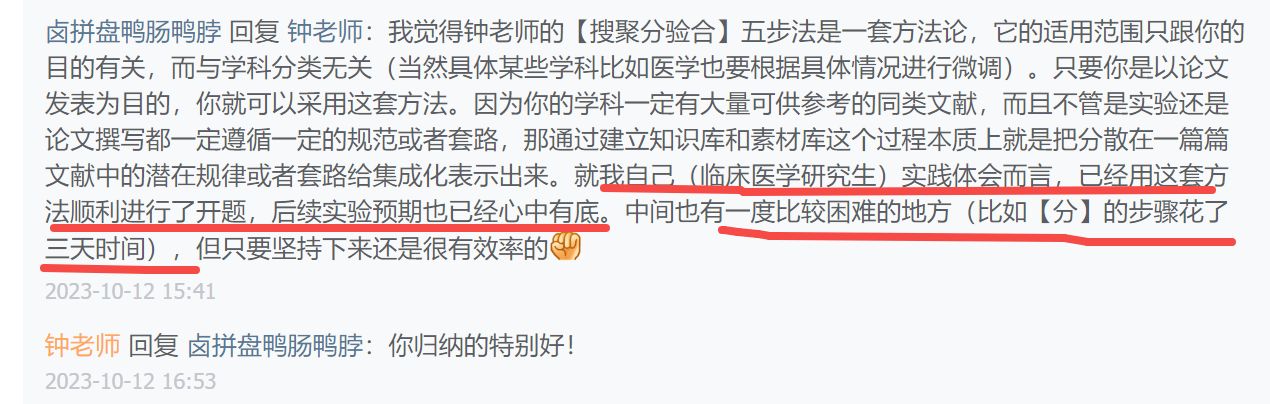 卤拼盘鸭肠鸭脖 回复 钟老师：我觉得钟老师的【搜聚分验合】五步法是一套方法论，它的适用范围只跟你的
目的有关，而与学科分类无关（当然具体某些学科比如医学也要根据具体情况进行微调）。只要你是以论文
发表为目的，你就可以采用这套方法。因为你的学科一定有大量可供参考的同类文献，而且不管是实验还是
论文撰写都一定遵循一定的规范或者套路，那通过建立知识库和素材库这个过程本质上就是把分散在一篇篇
文献中的潜在规律或者套路给集成化表示出来。就我自己（临床医学研究生）实践体会而言，已经用这套方
法顺利进行了开题，后续实验预期也已经心中有底。中间也有一度比较困难的地方（比如【分】的步骤花了
三天时间），但只要坚持下来还是很有效率的✊
2023-10-12 15:41
钟老师 回复 卤拼盘鸭肠鸭脖：你归纳的特别好！
2023-10-12 16:53